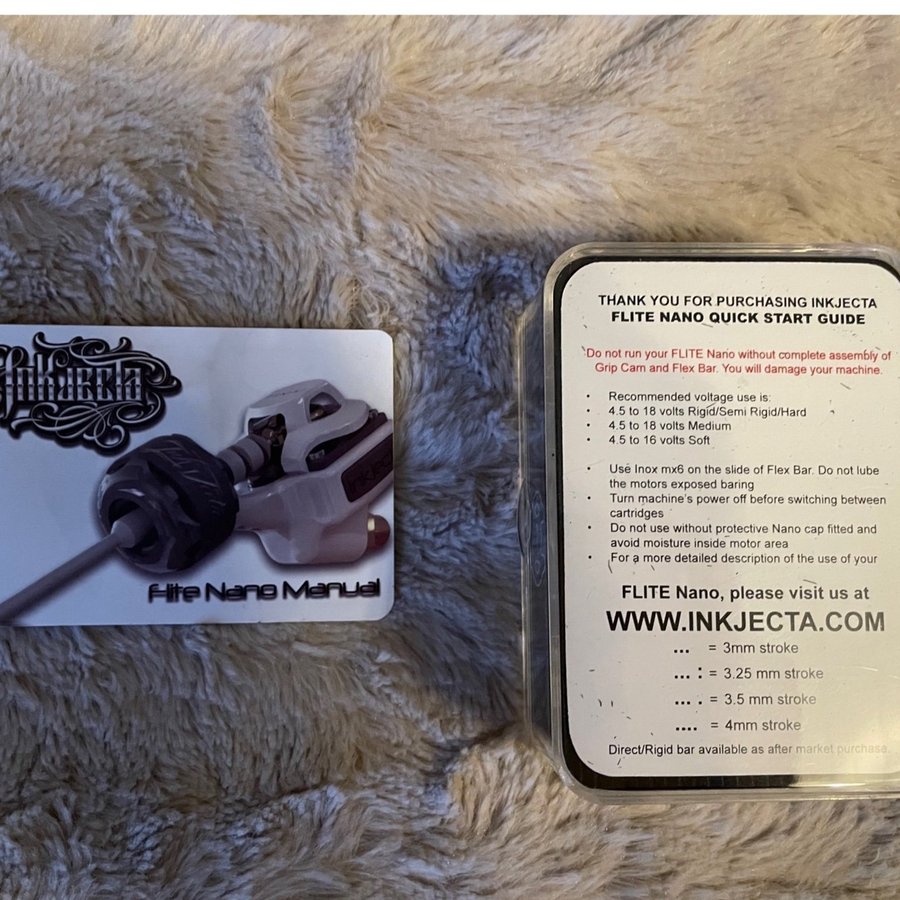 Inkjecta
FLITE
Inkjecta
Flite Nano Manual
THANK YOU FOR PURCHASING INKJECTA
FLITE NANO QUICK START GUIDE
Do not run your FLITE Nano without complete assembly of
Grip Cam and Flex Bar. You will damage your machine.
• Recommended voltage use is:
• 4.5 to 18 volts Rigid/Semi Rigid/Hard
• 4.5 to 18 volts Medium
• 4.5 to 16 volts Soft
• Use Inox mx6 on the slide of Flex Bar. Do not lube
the motors exposed baring
• Turn machine's power off before switching between
cartridges
• Do not use without protective Nano cap fitted and
avoid moisture inside motor area
• For a more detailed description of the use of your
FLITE Nano, please visit us at
WWW.INKJECTA.COM
... = 3mm stroke
... : = 3.25 mm stroke
... . = 3.5 mm stroke
.... = 4mm stroke
Direct/Rigid bar available as after market purchase.